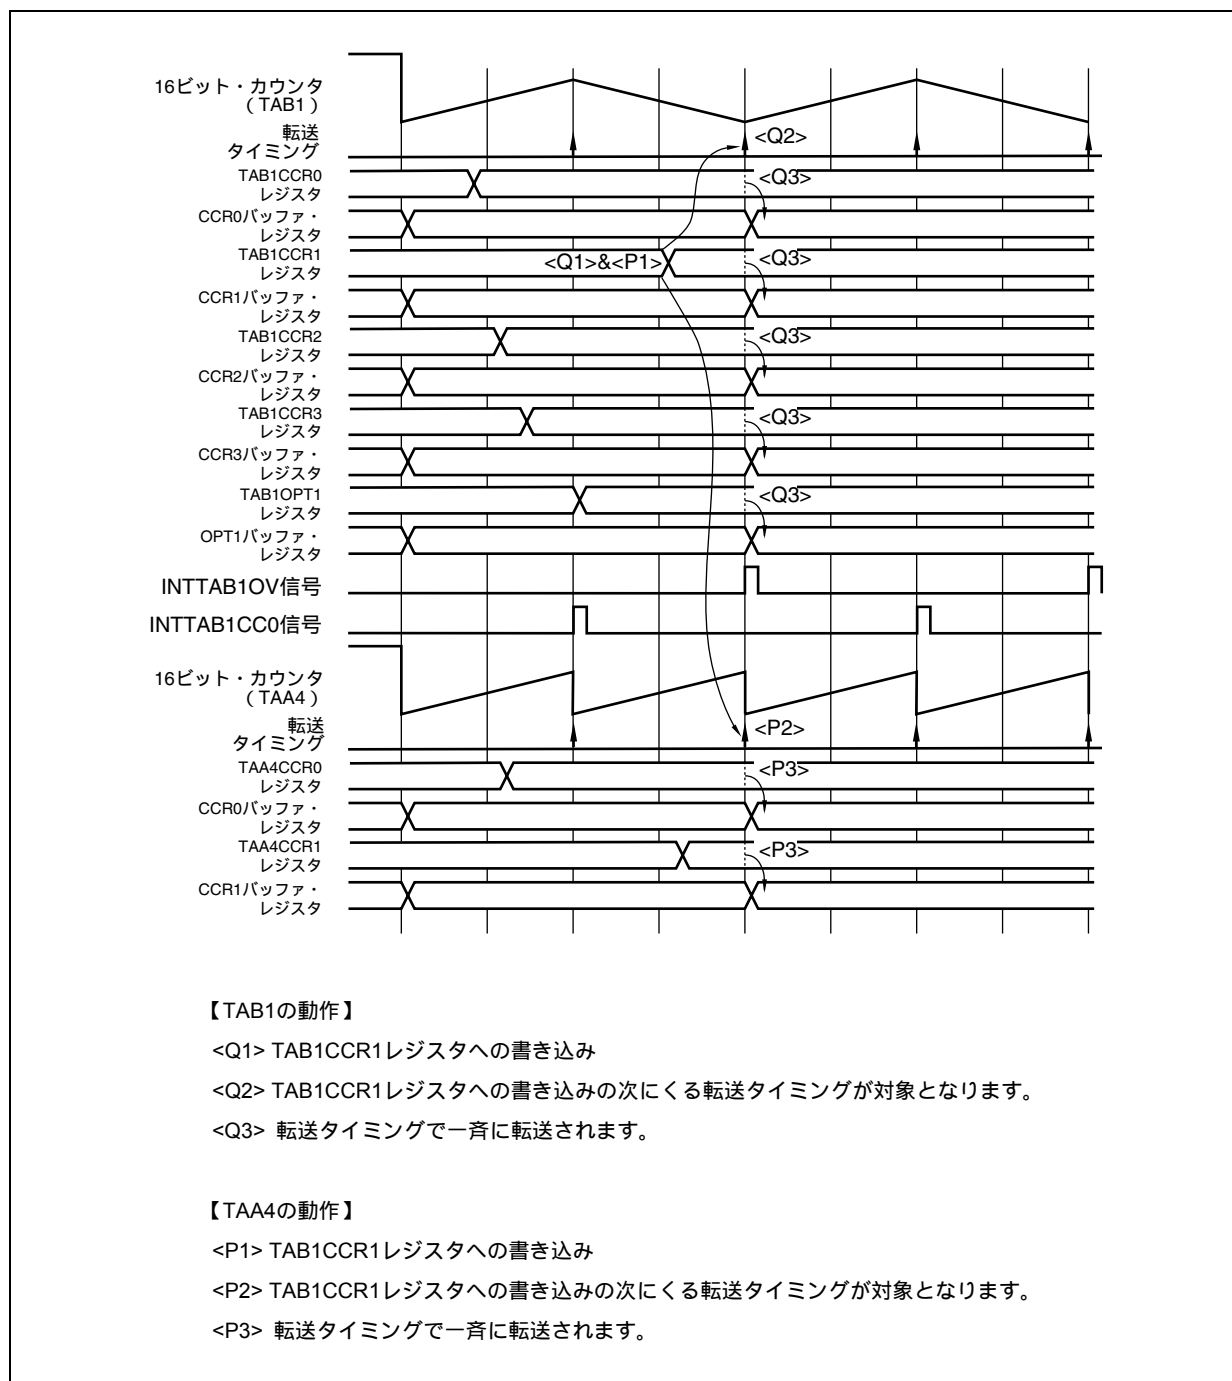 16ビット・カウンタ
（TAB1）
転送
タイミング
<Q2>
TAB1CCR0
レジスタ
<Q3>
CCR0バッファ・
レジスタ
TAB1CCR1
レジスタ
<Q1>&<P1>
<Q3>
CCR1バッファ・
レジスタ
TAB1CCR2
レジスタ
<Q3>
CCR2バッファ・
レジスタ
TAB1CCR3
レジスタ
<Q3>
CCR3バッファ・
レジスタ
TAB1OPT1
レジスタ
<Q3>
OPT1バッファ・
レジスタ
INTTAB1OV信号
INTTAB1CC0信号
16ビット・カウンタ
（TAA4）
転送
タイミング
<P2>
TAA4CCR0
レジスタ
<P3>
CCR0バッファ・
レジスタ
TAA4CCR1
レジスタ
<P3>
CCR1バッファ・
レジスタ
【TAB1の動作】
<Q1> TAB1CCR1レジスタへの書き込み
<Q2> TAB1CCR1レジスタへの書き込みの次にくる転送タイミングが対象となります。
<Q3> 転送タイミングで一斉に転送されます。
【TAA4の動作】
<P1> TAB1CCR1レジスタへの書き込み
<P2> TAB1CCR1レジスタへの書き込みの次にくる転送タイミングが対象となります。
<P3> 転送タイミングで一斉に転送されます。